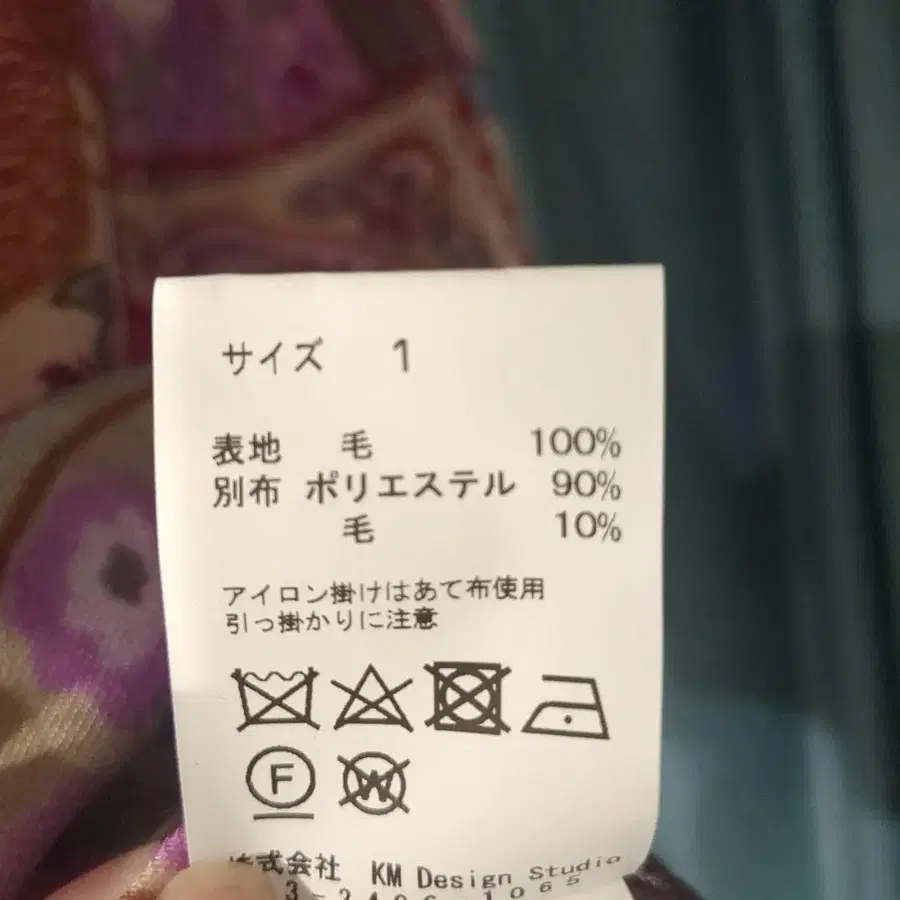 サイズ 1
表地 毛 100%
別布 ポリエステル 90%
毛 10%
アイロン掛けはあて布使用
引っ掛かりに注意
F W
式会社 KM Design Studio